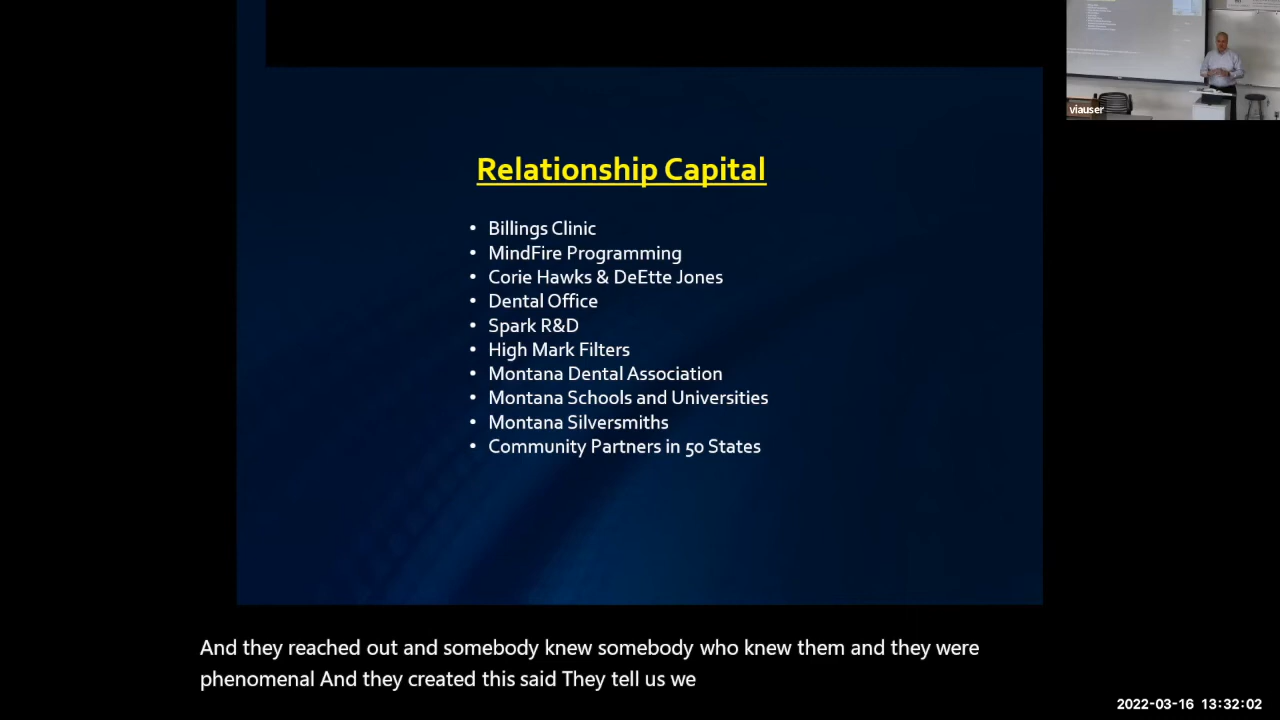 viauser
Relationship Capital
• Billings Clinic
• MindFire Programming
• Corie Hawks & DeEtte Jones
• Dental Office
• Spark R&D
• High Mark Filters
• Montana Dental Association
• Montana Schools and Universities
• Montana Silversmiths
• Community Partners in 50 States
And they reached out and somebody knew somebody who knew them and they were
phenomenal And they created this said They tell us we
2022-03-16 13:32:02